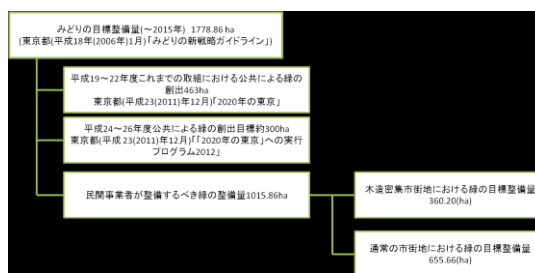 みどりの目標整備量(～2015年) 1778.86ha
(東京都(平成18年(2006年)1月)「みどりの新戦略ガイドライン」)
平成19～22年度これまでの取組における公共による緑の
創出463ha
東京都(平成23(2011)年12月)「2020年の東京」
平成24～26年度公共による緑の創出目標約300ha
東京都(平成23(2011)年12月)「「2020年の東京」への実行
プログラム2012」
民間事業者が整備するべき緑の整備量1015.86ha
木造密集市街地における緑の目標整備量
360.20(ha)
通常の市街地における緑の目標整備量
655.66(ha)